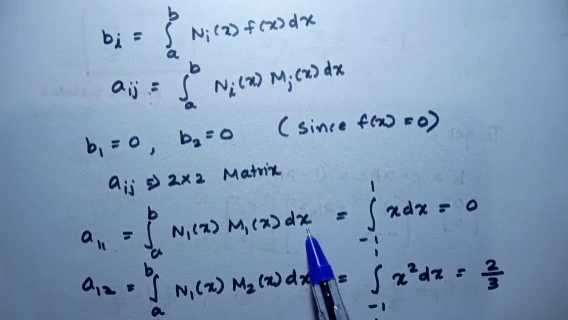 bᵢ = ∫ₐᵇ Nᵢ(x) f(x) dx
aᵢⱼ = ∫ₐᵇ Nᵢ(x) Mⱼ(x) dx
b₁ = 0 , b₂ = 0 (since f(x) = 0)
aᵢⱼ ⇒ 2x2 Matrix
a₁₁ = ∫ₐᵇ N₁(x) M₁(x) dx = ∫₋₁¹ x dx = 0
a₁₂ = ∫ₐᵇ N₁(x) M₂(x) dx = ∫₋₁¹ x² dx = 2/3